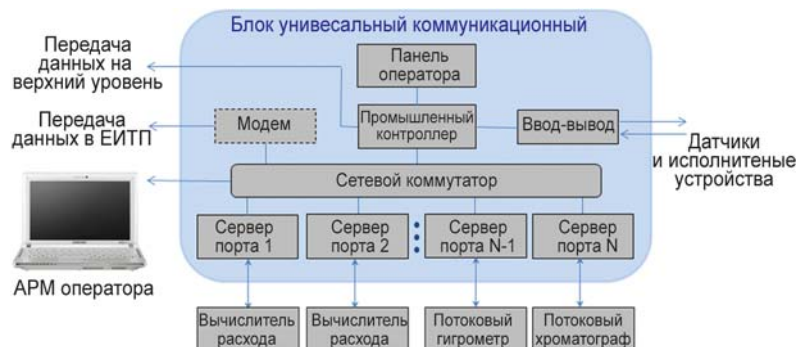 Блок унивесальный коммуникационный
Передача
данных на
верхний уровень
Панель
оператора
Передача
данных в ЕИТП
Модем
Промышленный
контроллер
Ввод-вывод
Датчики
и исполнитеные
устройства
Сетевой коммутатор
Сервер
порта 1
Сервер
порта 2
Сервер
порта N-1
Сервер
порта N
АРМ оператора
Вычислитель
расхода
Вычислитель
расхода
Потоковый
гигрометр
Потоковый
хроматограф